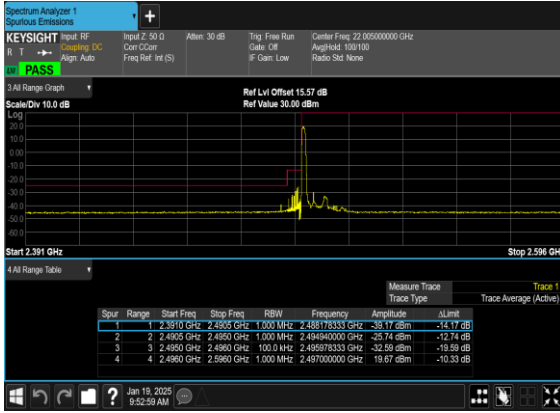 Spectrum Analyzer 1
Spurious Emissions
KEYSIGHT Input: RF Input Z: 50 Ω Atten: 30 dB Trig: Free Run Center Freq: 22.005000000 GHz
R T Coupling: DC Corr CCorr Gate: Off Avg|Hold: 100/100
Align: Auto Freq Ref: Int (S) IF Gain: Low Radio Std: None
PASS
3 All Range Graph
Ref Lvl Offset 15.57 dB
Scale/Div 10.0 dB Ref Value 30.00 dBm
Log
20.0
10.0
0.00
-10.0
-20.0
-30.0
-40.0
-50.0
-60.0
Start 2.391 GHz Stop 2.596 GH
4 All Range Table
Measure Trace Trace 1
Trace Type Trace Average (Active)
Spur Range Start Freq Stop Freq RBW Frequency Amplitude ΔLimit
1 1 2.3910 GHz 2.4905 GHz 1.000 MHz 2.488178333 GHz -39.17 dBm -14.17 dB
2 2 2.4905 GHz 2.4950 GHz 1.000 MHz 2.494940000 GHz -25.74 dBm -12.74 dB
3 3 2.4950 GHz 2.4960 GHz 100.0 kHz 2.495978333 GHz -32.59 dBm -19.59 dB
4 4 2.4960 GHz 2.5960 GHz 1.000 MHz 2.497000000 GHz 19.67 dBm -10.33 dB
Jan 19, 2025
9:52:59 AM